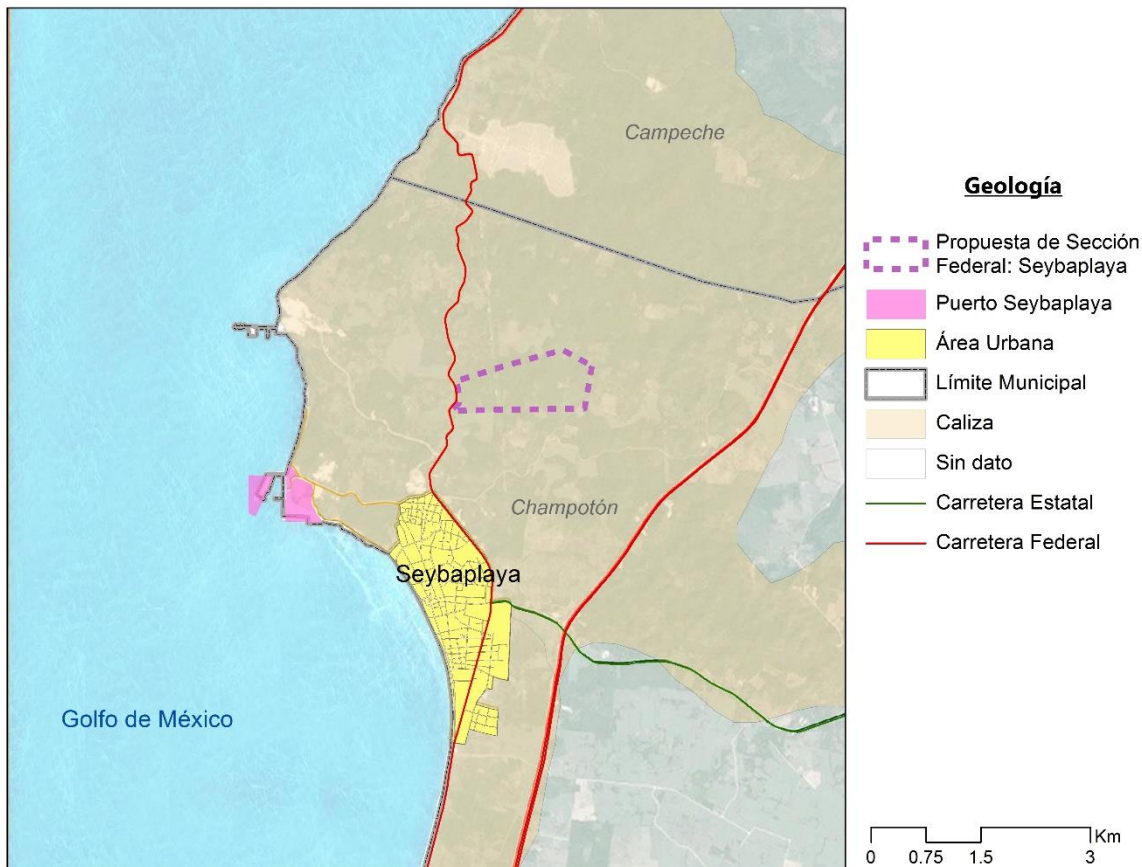 Campeche
Champotón
Seybaplaya
Golfo de México
Geología
Propuesta de Sección
Federal: Seybaplaya
Puerto Seybaplaya
Área Urbana
Límite Municipal
Caliza
Sin dato
Carretera Estatal
Carretera Federal
Km
0 0.75 1.5 3